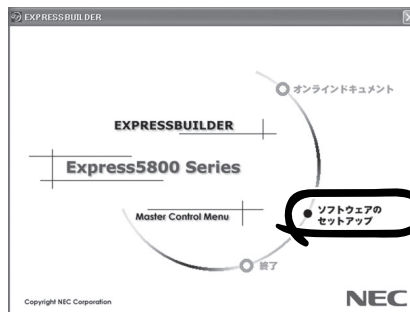 EXPRESSBUILDER
オンラインドキュメント
EXPRESSBUILDER
Express5800 Series
Master Control Menu
ソフトウェアの
セットアップ
終了
Copyright NEC Corporation
NEC